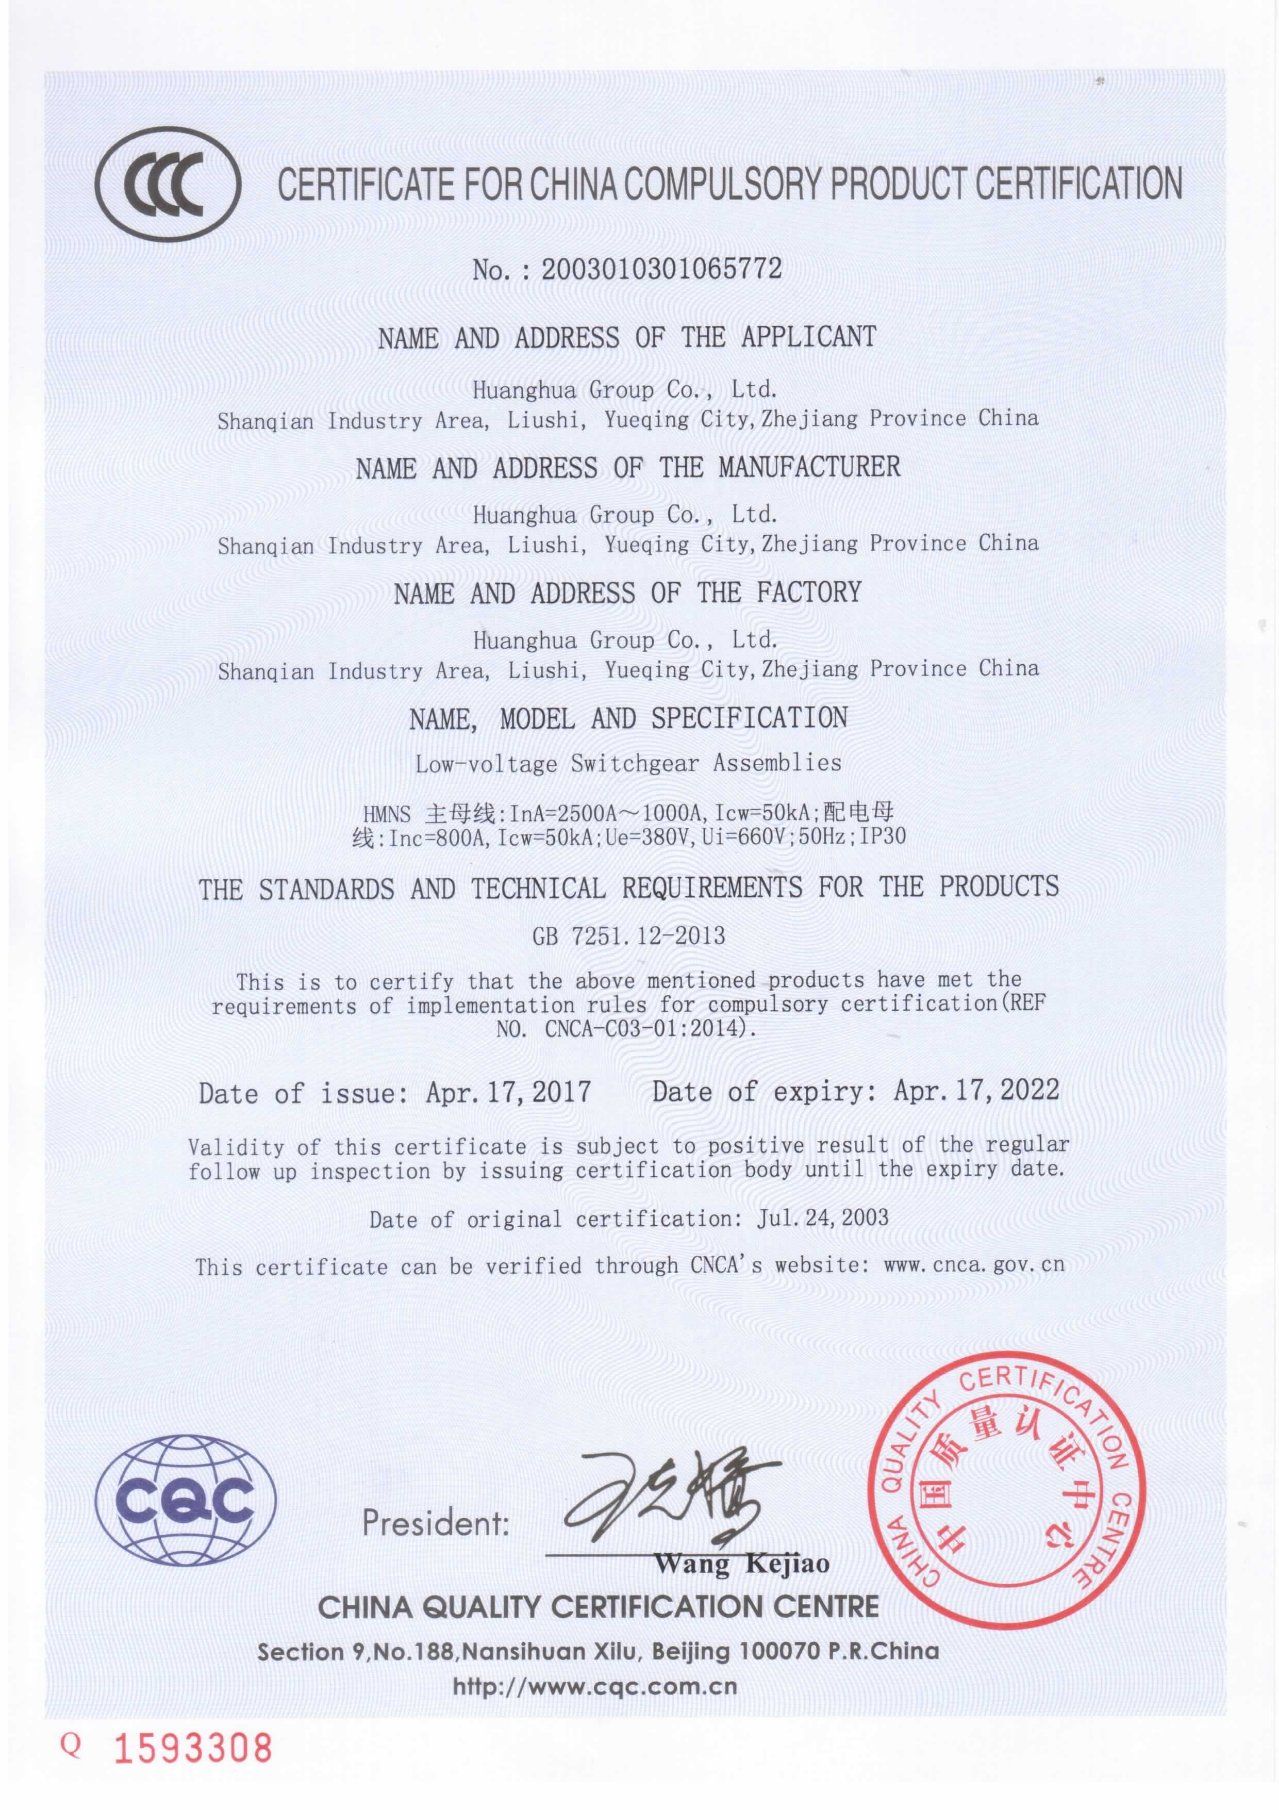 CCC
CERTIFICATE FOR CHINA COMPULSORY PRODUCT CERTIFICATION
No. : 2003010301065772
NAME AND ADDRESS OF THE APPLICANT
Huanghua Group Co., Ltd.
Shanqian Industry Area, Liushi, Yueqing City, Zhejiang Province China
NAME AND ADDRESS OF THE MANUFACTURER
Huanghua Group Co., Ltd.
Shanqian Industry Area, Liushi, Yueqing City, Zhejiang Province China
NAME AND ADDRESS OF THE FACTORY
Huanghua Group Co., Ltd.
Shanqian Industry Area, Liushi, Yueqing City, Zhejiang Province China
NAME, MODEL AND SPECIFICATION
Low-voltage Switchgear Assemblies
HMNS 主母线:InA=2500A～1000A, Icw=50kA;配电母
线:Inc=800A, Icw=50kA;Ue=380V, Ui=660V;50Hz;IP30
THE STANDARDS AND TECHNICAL REQUIREMENTS FOR THE PRODUCTS
GB 7251.12-2013
This is to certify that the above mentioned products have met the
requirements of implementation rules for compulsory certification(REF
NO. CNCA-C03-01:2014).
Date of issue: Apr. 17, 2017 Date of expiry: Apr. 17, 2022
Validity of this certificate is subject to positive result of the regular
follow up inspection by issuing certification body until the expiry date.
Date of original certification: Jul. 24, 2003
This certificate can be verified through CNCA's website: www.cnca.gov.cn
CQC
President:
王克娇
Wang Kejiao
CHINA QUALITY CERTIFICATION CENTRE
中国质量认证中心
CHINA QUALITY CERTIFICATION CENTRE
Section 9,No.188,Nansihuan Xilu, Beijing 100070 P.R.China
http://www.cqc.com.cn
Q 1593308